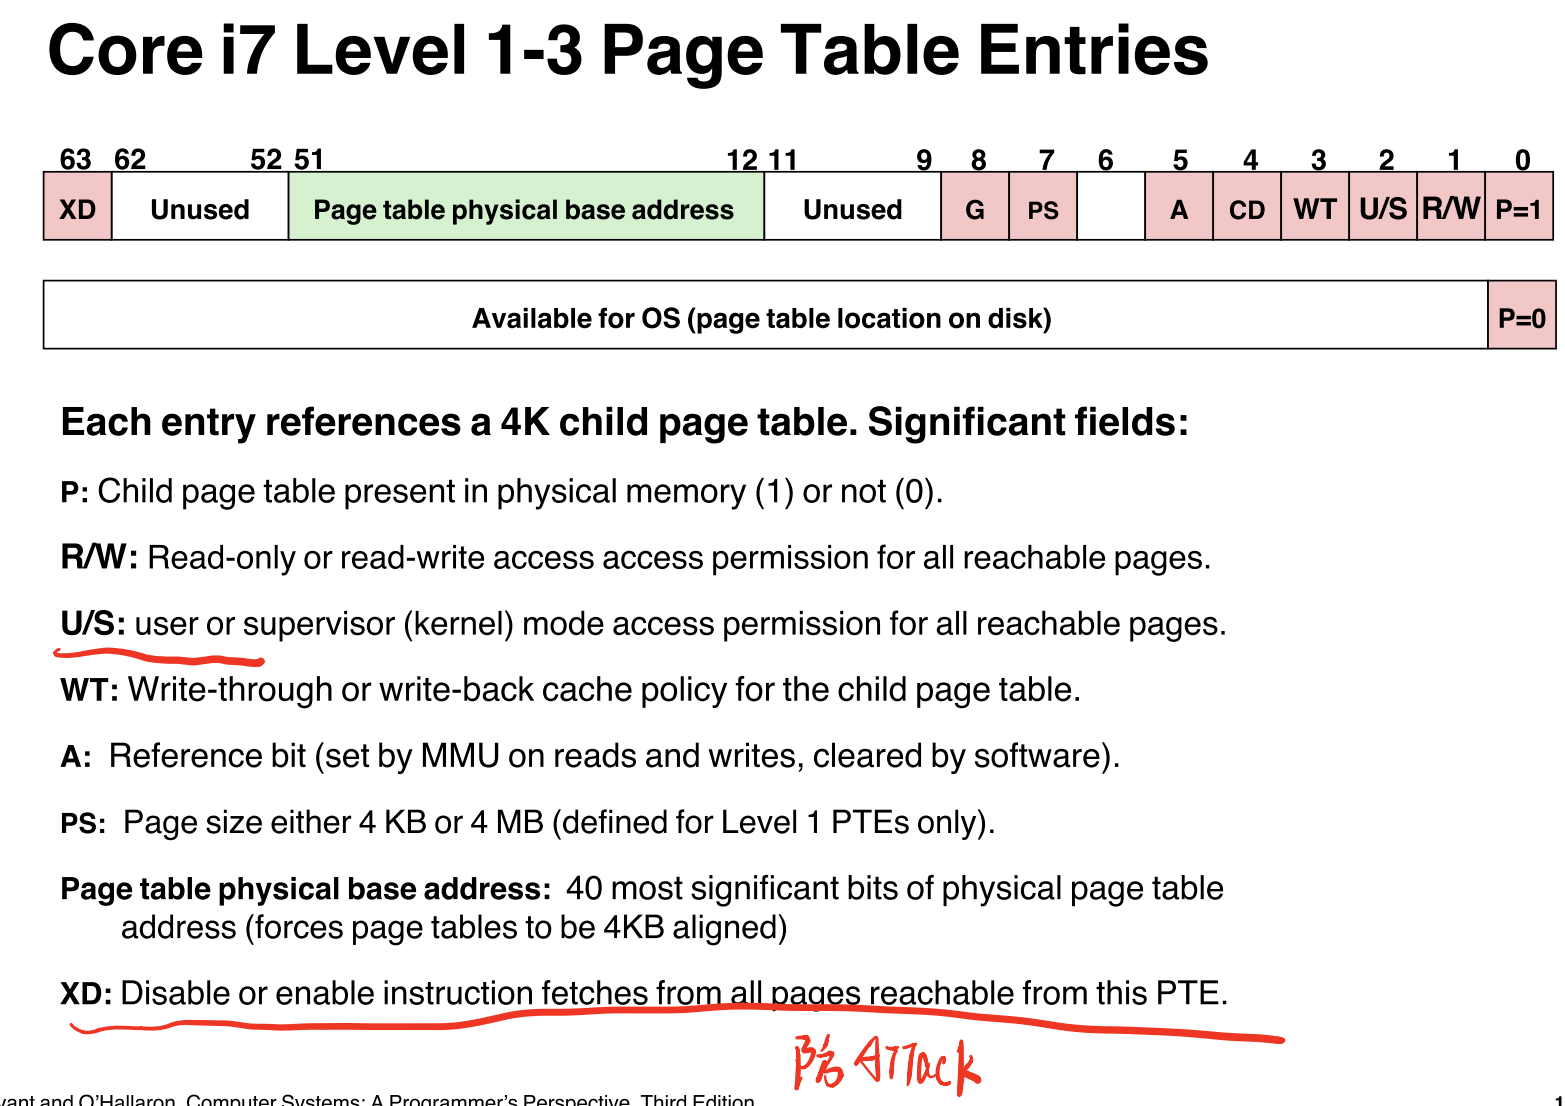 Core i7 Level 1-3 Page Table Entries
63 62 52 51 12 11 9 8 7 6 5 4 3 2 1 0
XD Unused Page table physical base address Unused G PS A CD WT U/S R/W P=1
Available for OS (page table location on disk) P=0
Each entry references a 4K child page table. Significant fields:
P: Child page table present in physical memory (1) or not (0).
R/W: Read-only or read-write access access permission for all reachable pages.
U/S: user or supervisor (kernel) mode access permission for all reachable pages.
WT: Write-through or write-back cache policy for the child page table.
A: Reference bit (set by MMU on reads and writes, cleared by software).
PS: Page size either 4 KB or 4 MB (defined for Level 1 PTEs only).
Page table physical base address: 40 most significant bits of physical page table
address (forces page tables to be 4KB aligned)
XD: Disable or enable instruction fetches from all pages reachable from this PTE.
防 Attack
and O'Hallaron, Computer Systems: A Programmer's Perspective, Third Edition
1